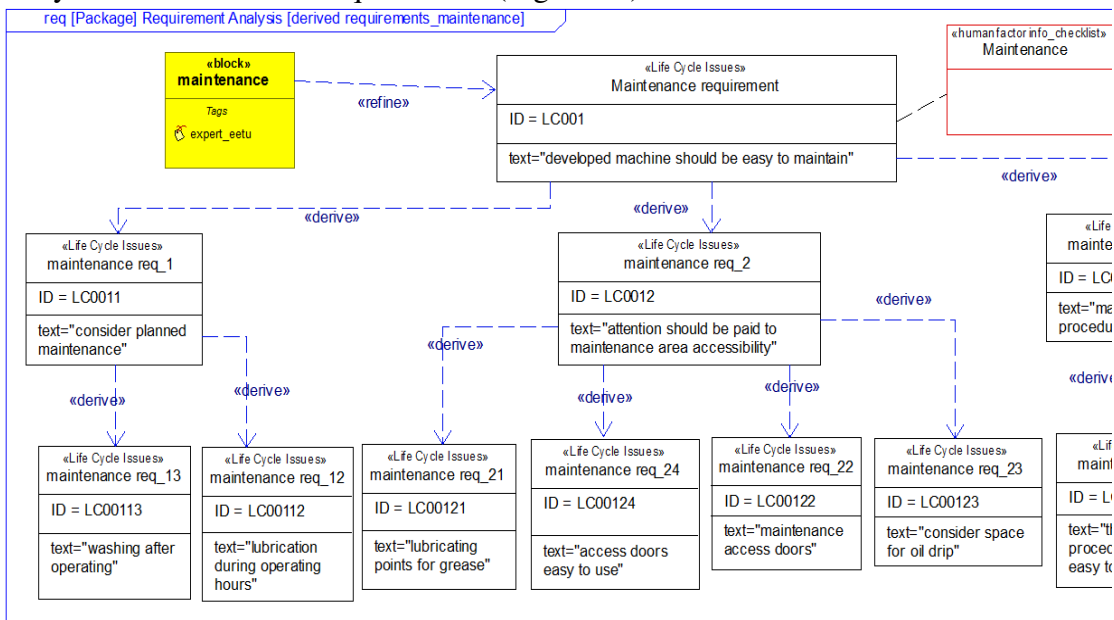 req [Package] Requirement Analysis [derived requirements_maintenance]
«block»
maintenance
Tags
expert_eetu
«refine»
«Life Cycle Issues»
Maintenance requirement
ID = LC001
text="developed machine should be easy to maintain"
«humanfactorinfo_checklist»
Maintenance
«derive»
«derive»
«derive»
«Life Cycle Issues»
maintenance req_1
ID = LC0011
text="consider planned
maintenance"
«Life Cycle Issues»
maintenance req_2
ID = LC0012
text="attention should be paid to
maintenance area accessibility"
«Life
ID =
«derive»
«derive»
«derive»
«derive»
«derive»
«derive»
«Life Cycle Issues»
maintenance req_13
ID = LC00113
text="washing after
operating"
«Life Cycle Issues»
maintenance req_12
ID = LC00112
text="lubrication
during operating
hours"
«Life Cycle Issues»
maintenance req_21
ID = LC00121
text="lubricating
points for grease"
«Life Cycle Issues»
maintenance req_24
ID = LC00124
text="access doors
easy to use"
«Life Cycle Issues»
maintenance req_22
ID = LC00122
text="maintenance
access doors"
«Life Cycle Issues»
maintenance req_23
ID = LC00123
text="consider space
for oil drip"
ID =
easy to